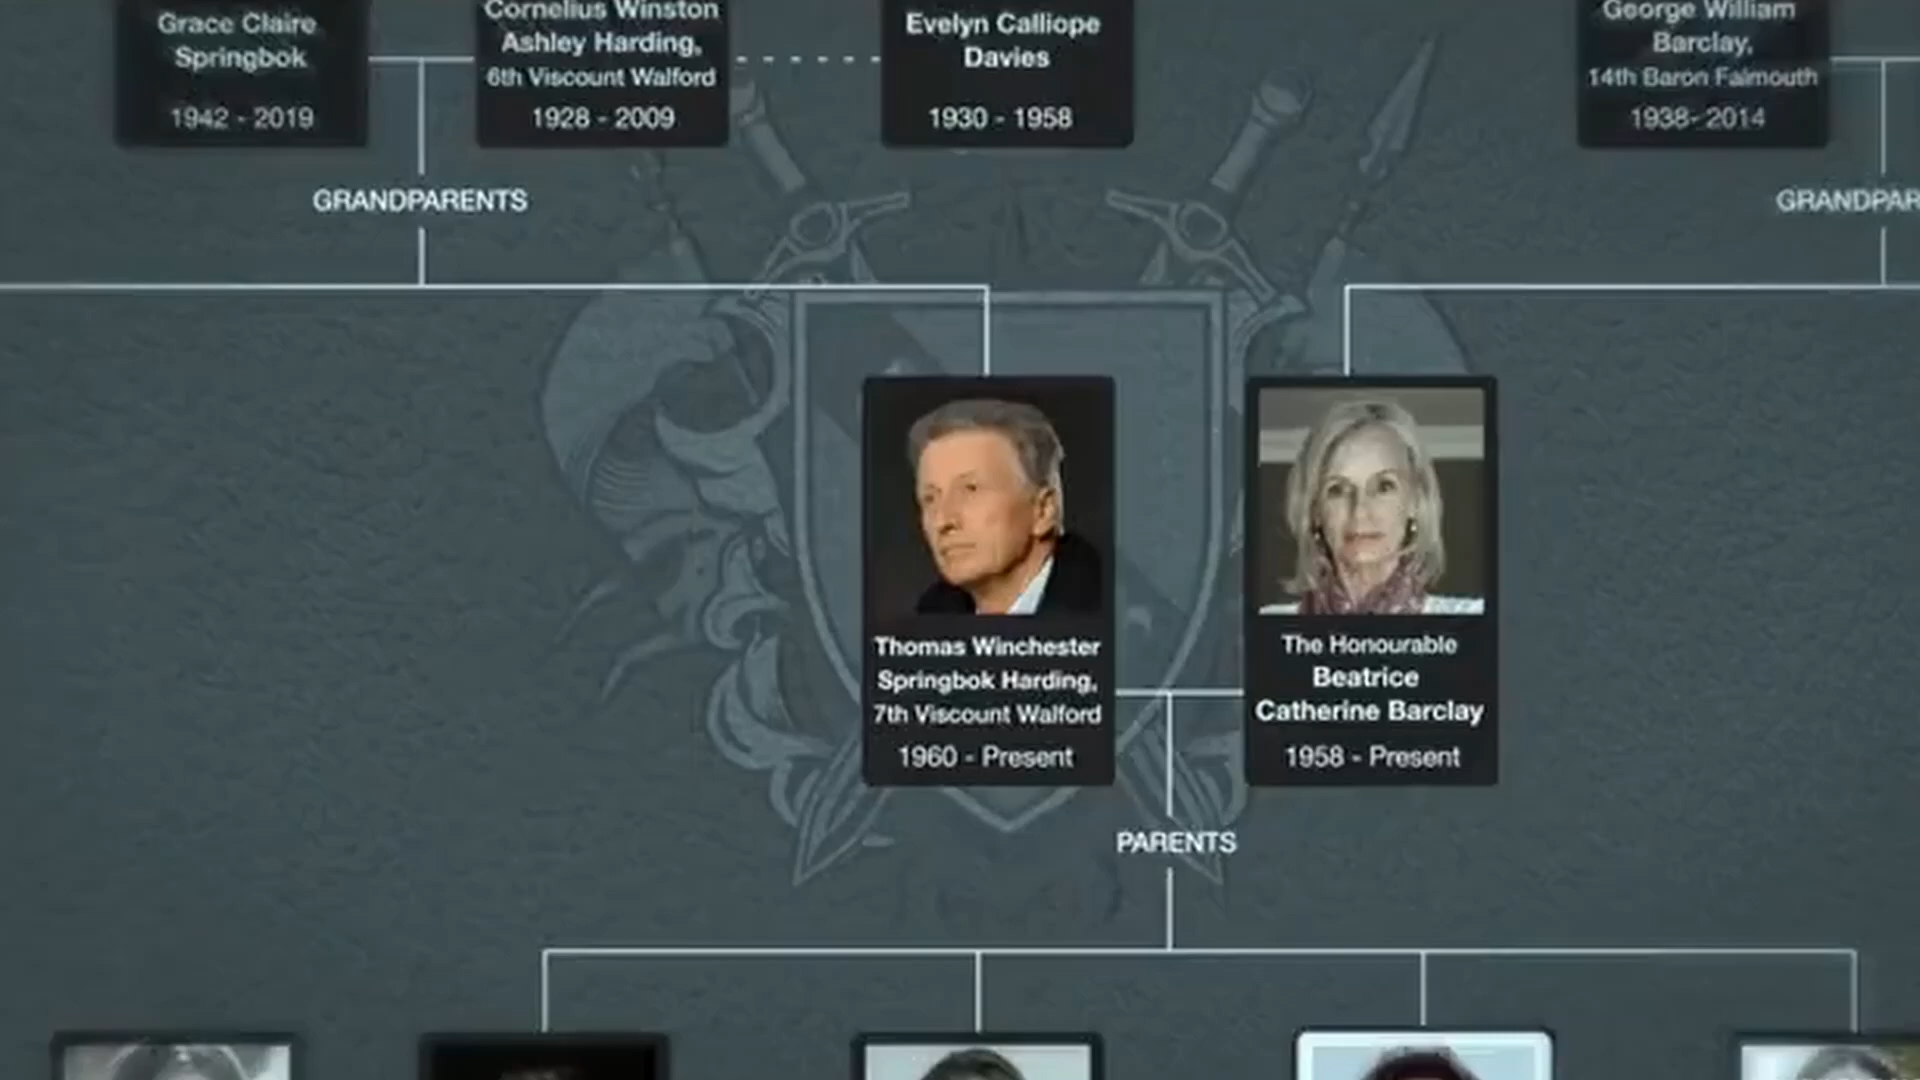 Grace Claire
Springbok
1942 - 2019
Cornelius Winston
Ashley Harding,
6th Viscount Walford
1928 - 2009
Evelyn Calliope
Davies
1930 - 1958
George William
Barclay,
14th Baron Falmouth
1938- 2014
GRANDPARENTS
GRANDPAR
Thomas Winchester
Springbok Harding,
7th Viscount Walford
1960 - Present
The Honourable
Beatrice
Catherine Barclay
1958 - Present
PARENTS